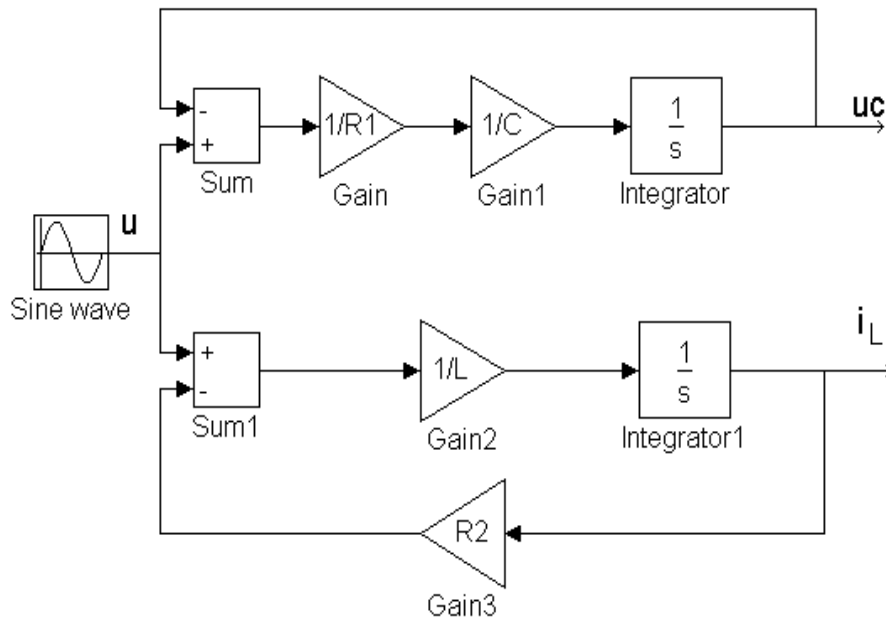 -
+
Sum
1/R1
Gain
1/C
Gain1
1
s
Integrator
uc
u
Sine wave
+
-
Sum1
1/L
Gain2
1
s
Integrator1
iL
R2
Gain3